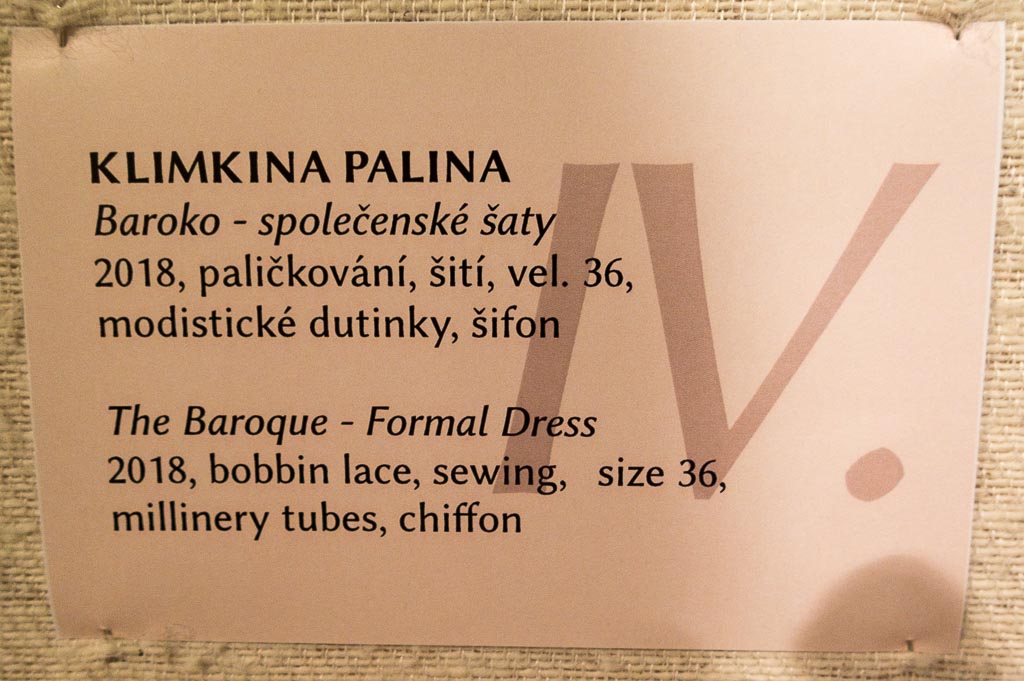 KLIMKINA PALINA
Baroko - společenské šaty
2018, paličkování, šití, vel. 36,
modistické dutinky, šifon
IV.
The Baroque - Formal Dress
2018, bobbin lace, sewing, size 36,
millinery tubes, chiffon